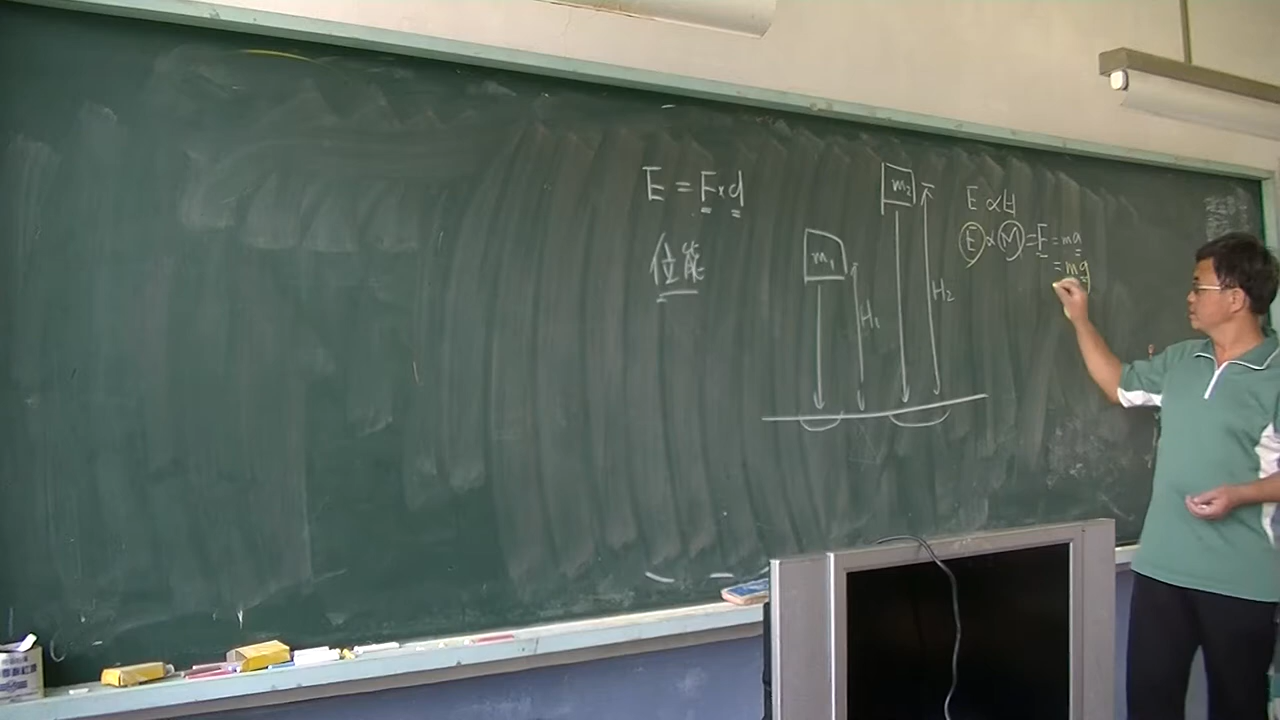 E = F × d
位能
m₁
H₁
m₂
H₂
E ∝ H
E ∝ M = F = ma
= mg